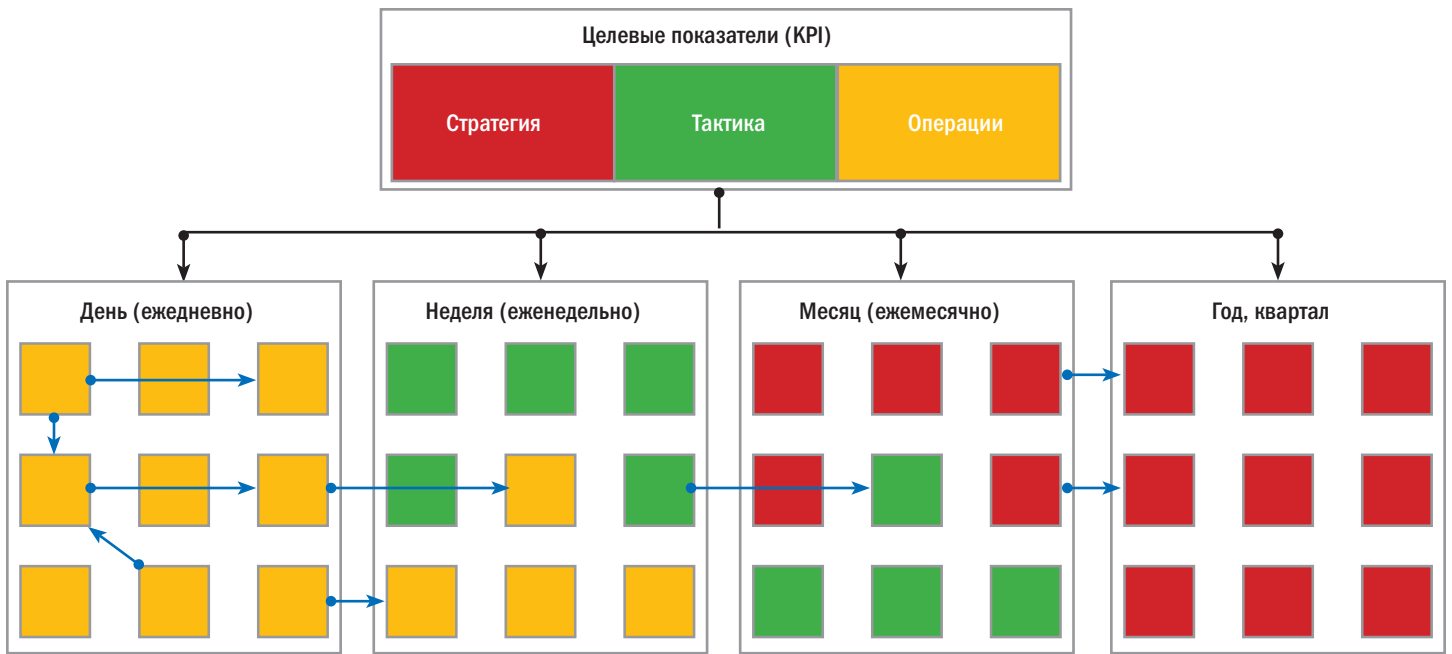 Целевые показатели (KPI)
Стратегия
Тактика
Операции
День (ежедневно)
Неделя (еженедельно)
Месяц (ежемесячно)
Год, квартал